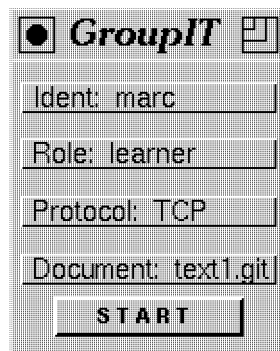 GroupIT
Ident: marc
Role: learner
Protocol: TCP
Document: text1.git
START